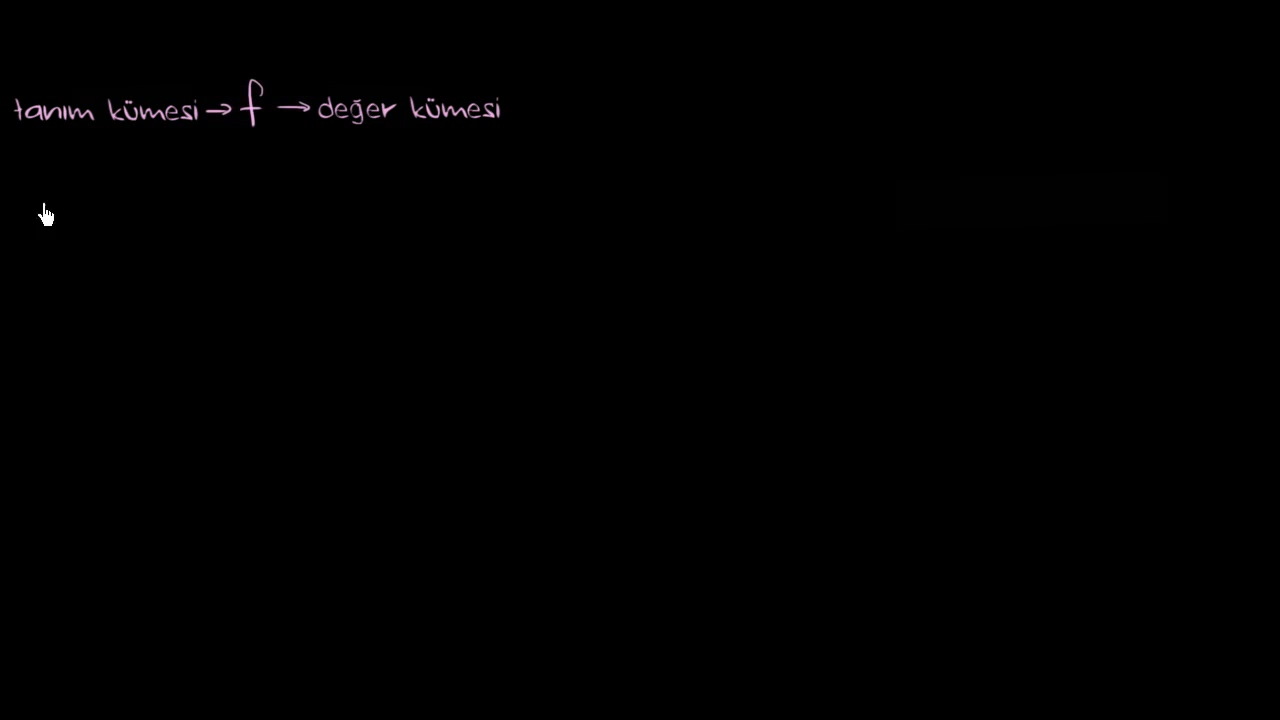 tanım kümesi → f → değer kümesi